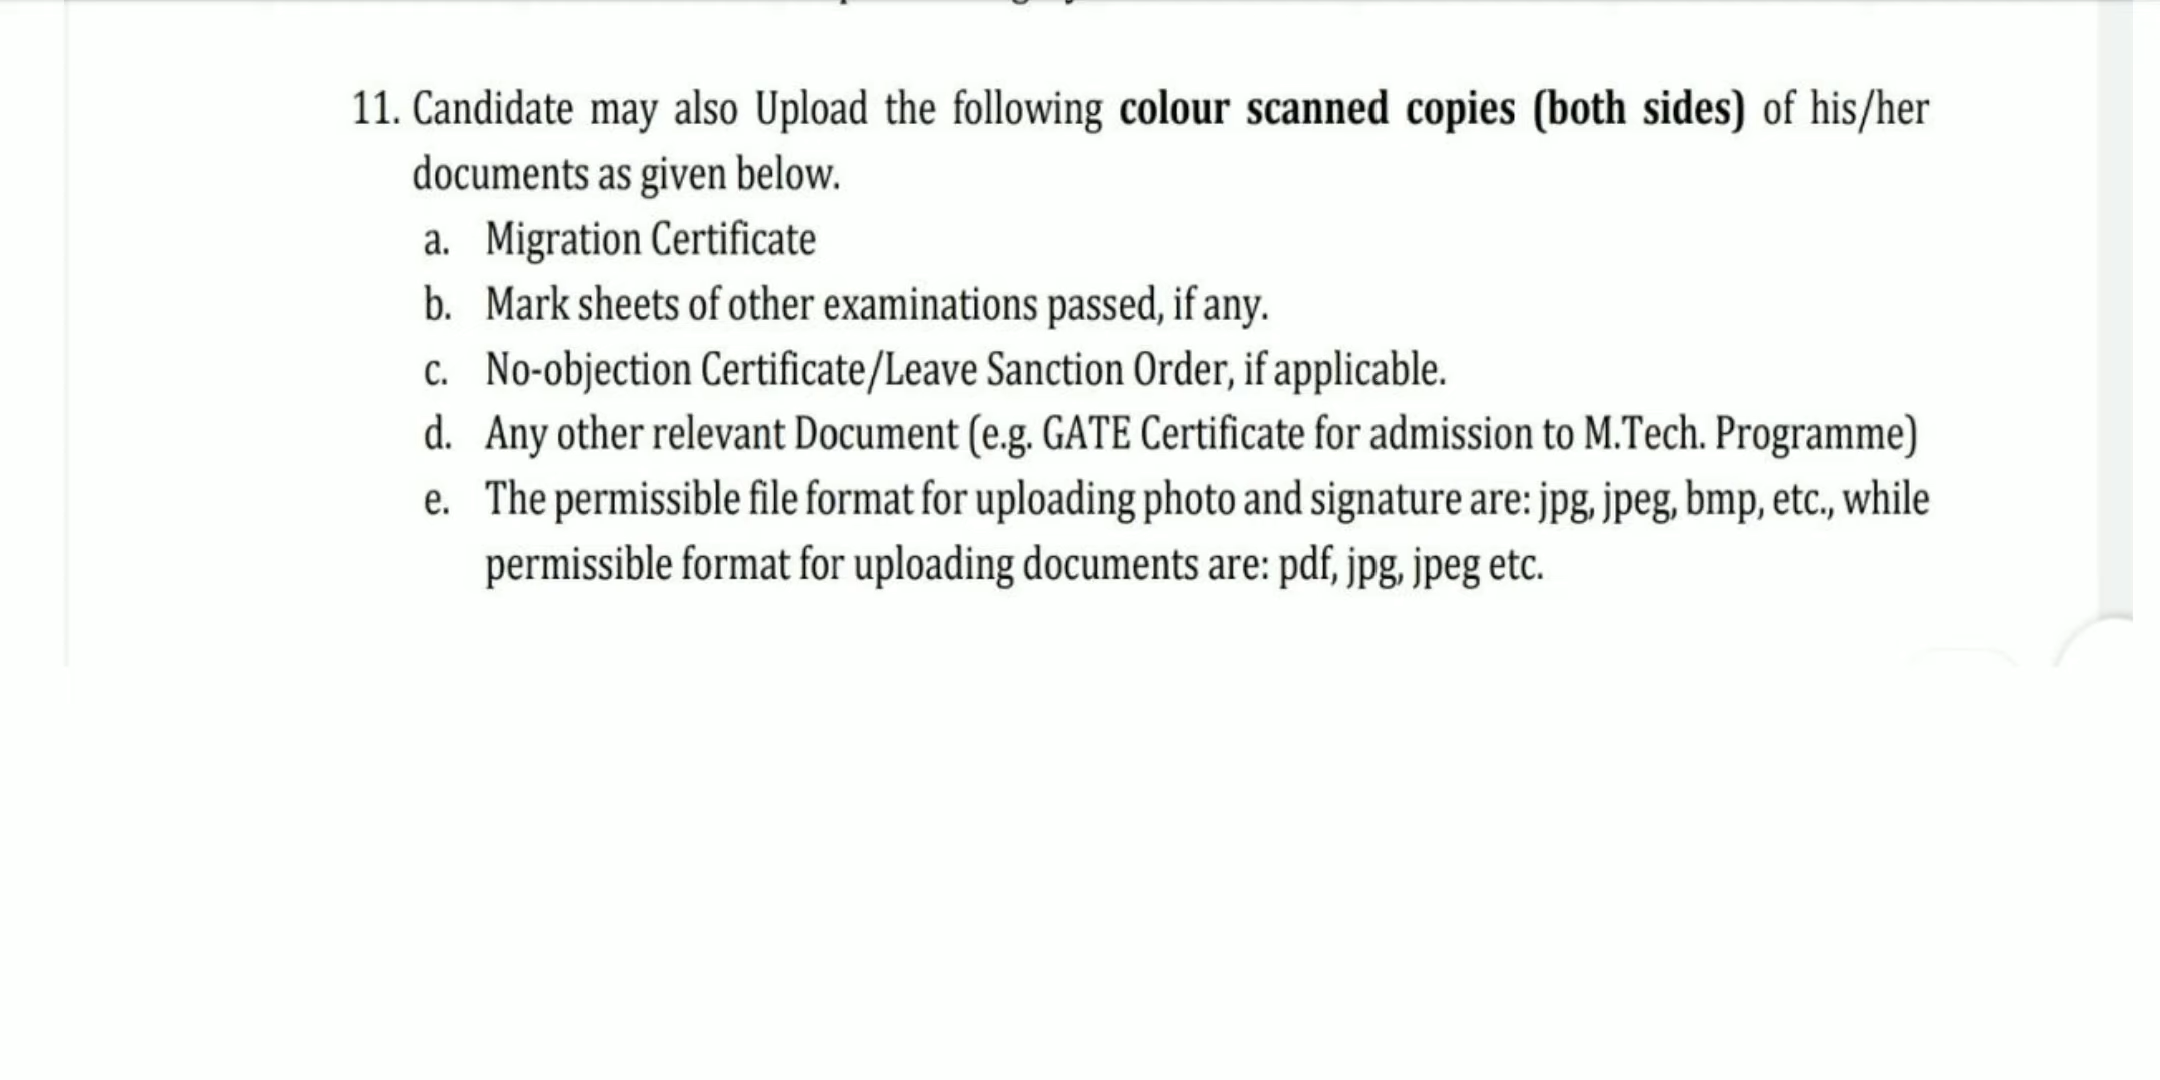 11. Candidate may also Upload the following colour scanned copies (both sides) of his/her
documents as given below.
a. Migration Certificate
b. Mark sheets of other examinations passed, if any.
c. No-objection Certificate/Leave Sanction Order, if applicable.
d. Any other relevant Document (e.g. GATE Certificate for admission to M.Tech. Programme)
e. The permissible file format for uploading photo and signature are: jpg, jpeg, bmp, etc., while
permissible format for uploading documents are: pdf, jpg, jpeg etc.